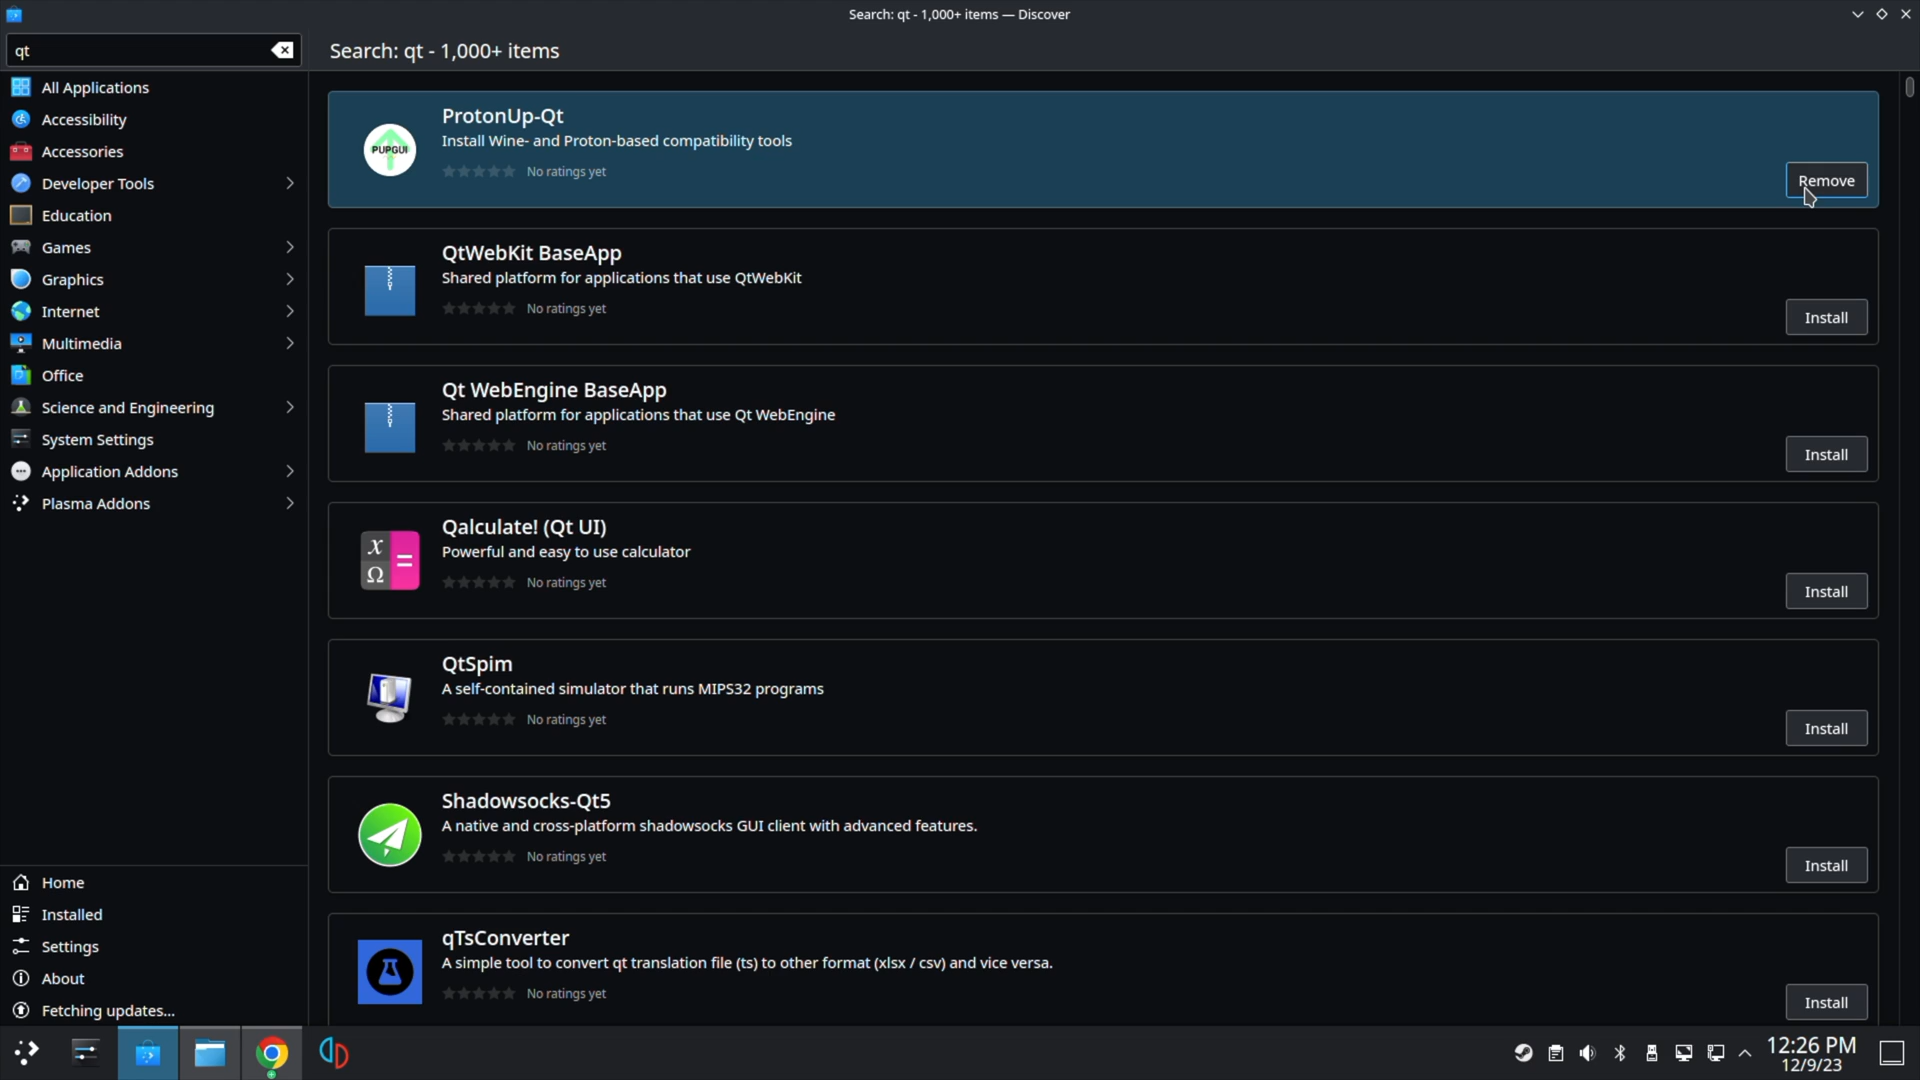 Search: qt - 1,000+ items — Discover
qt
Search: qt - 1,000+ items
All Applications
Accessibility
Accessories
Developer Tools
Education
Games
Graphics
Internet
Multimedia
Office
Science and Engineering
System Settings
Application Addons
Plasma Addons
Home
Installed
Settings
About
Fetching updates...
PUPGUI
ProtonUp-Qt
Install Wine- and Proton-based compatibility tools
No ratings yet
Remove
QtWebKit BaseApp
Shared platform for applications that use QtWebKit
No ratings yet
Install
Qt WebEngine BaseApp
Shared platform for applications that use Qt WebEngine
No ratings yet
Install
x
Ω
=
Qalculate! (Qt UI)
Powerful and easy to use calculator
No ratings yet
Install
QtSpim
A self-contained simulator that runs MIPS32 programs
No ratings yet
Install
Shadowsocks-Qt5
A native and cross-platform shadowsocks GUI client with advanced features.
No ratings yet
Install
qTsConverter
A simple tool to convert qt translation file (ts) to other format (xlsx / csv) and vice versa.
No ratings yet
Install
12:26 PM
12/9/23